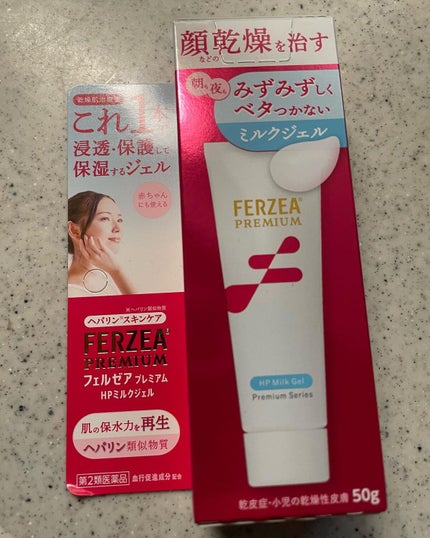 乾燥肌治療薬
これ1本
浸透・保護して
保湿するジェル
赤ちゃん
にも使える
※ヘパリン類似物質
ヘパリン※スキンケア
FERZEA
PREMIUM
フェルゼア プレミアム
HPミルクジェル
肌の保水力を再生
ヘパリン類似物質
第2類医薬品
血行促進成分配合
顔などの乾燥を治す
朝も夜も
みずみずしく
ベタつかない
ミルクジェル
FERZEA
PREMIUM
HP Milk Gel
Premium Series
乾皮症・小児の乾燥性皮膚 50g